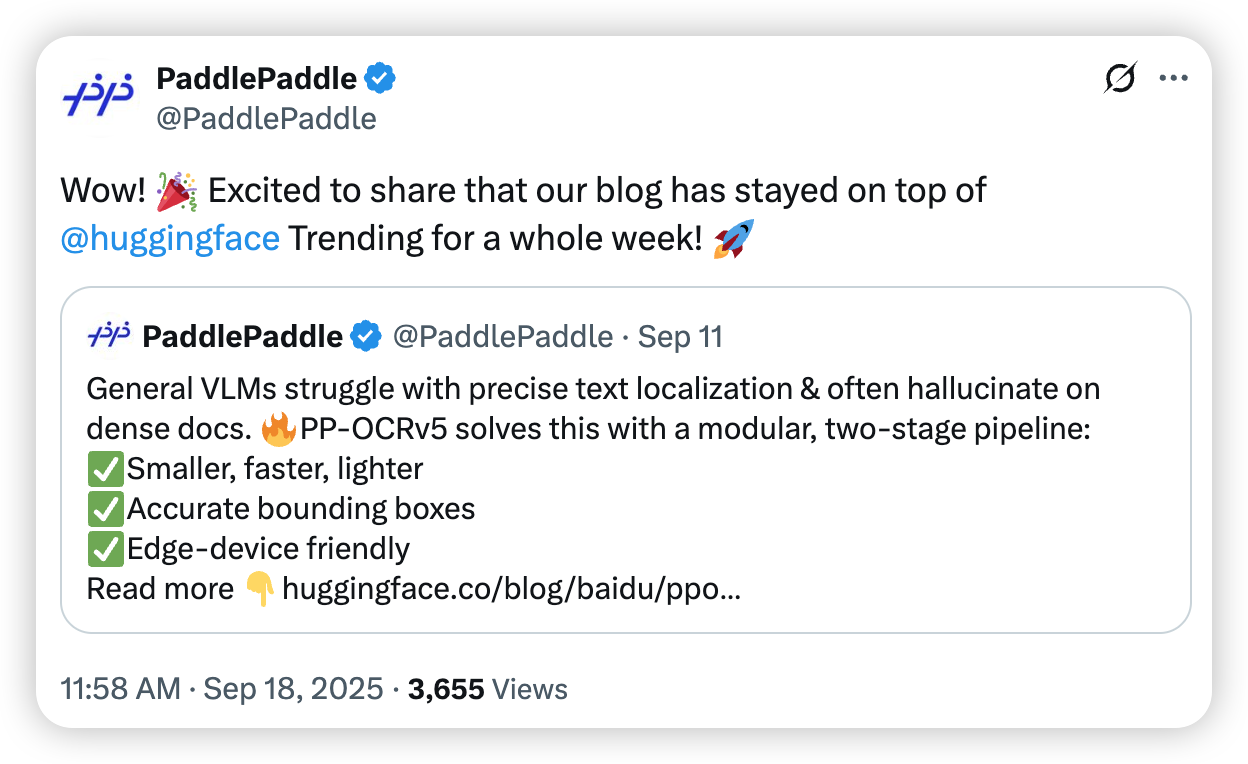 PaddlePaddle
@PaddlePaddle
Wow! 🎉 Excited to share that our blog has stayed on top of
@huggingface Trending for a whole week! 🚀
PaddlePaddle @PaddlePaddle · Sep 11
General VLMs struggle with precise text localization & often hallucinate on
dense docs. 🔥PP-OCRv5 solves this with a modular, two-stage pipeline:
✅Smaller, faster, lighter
✅Accurate bounding boxes
✅Edge-device friendly
Read more 👇huggingface.co/blog/baidu/ppo...
11:58 AM · Sep 18, 2025 · 3,655 Views